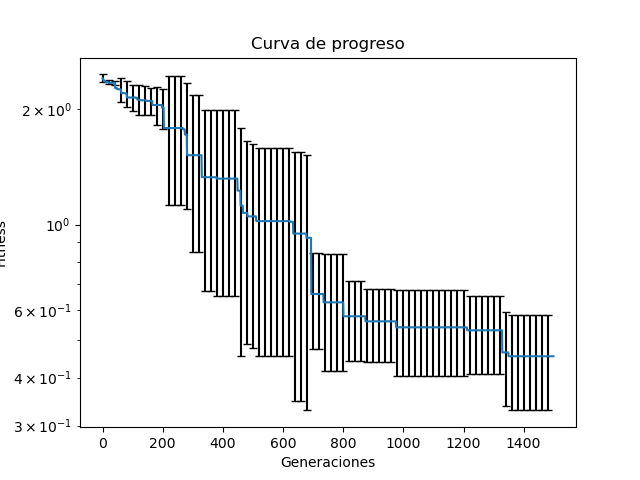 Curva de progreso
2 × 10⁰
10⁰
6 × 10⁻¹
4 × 10⁻¹
3 × 10⁻¹
0 200 400 600 800 1000 1200 1400
Generaciones